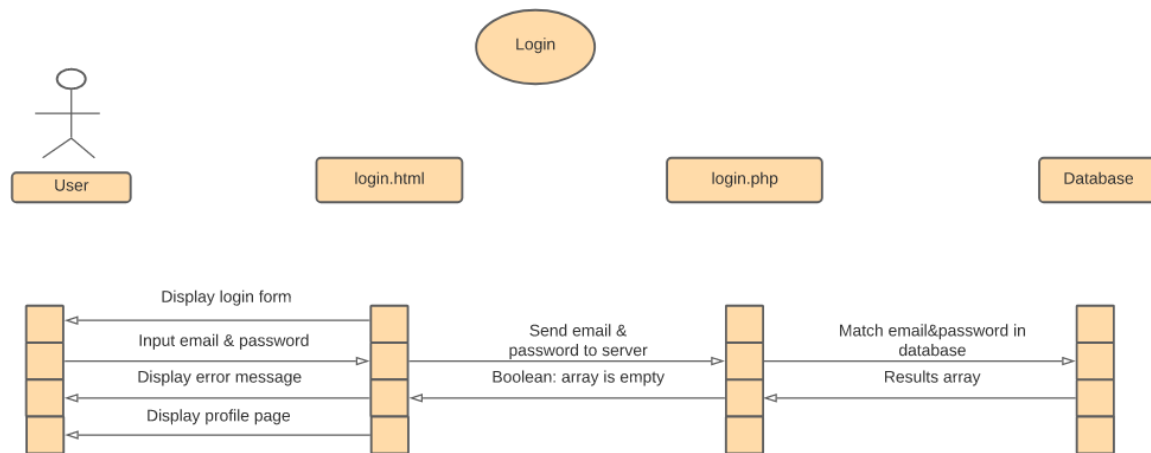 Login
User
login.html
login.php
Database
Display login form
Input email & password
Send email &
password to server
Match email&password in
database
Display error message
Boolean: array is empty
Results array
Display profile page